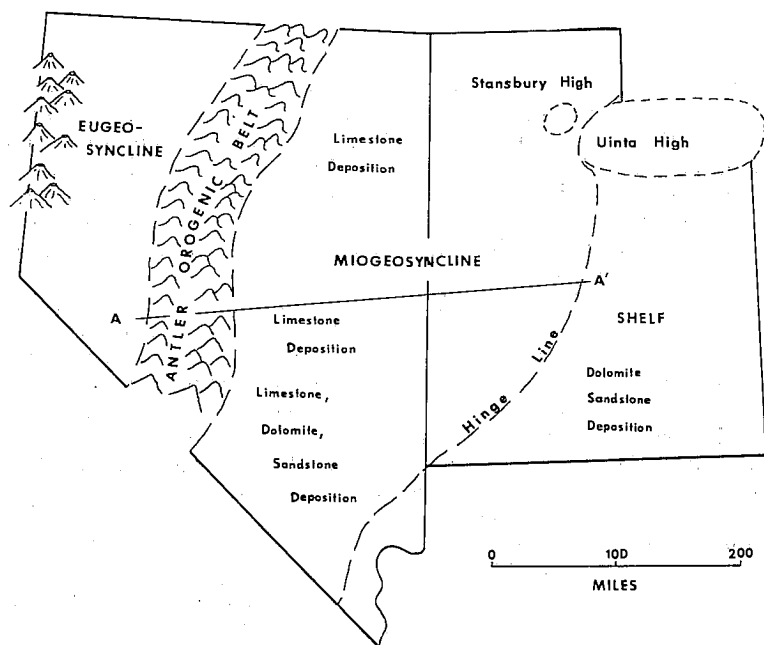 Stansbury High
EUGEO-
SYNCLINE
Uinta High
Limestone
Deposition
ANTLER OROGENIC BELT
MIOGEOSYNCLINE
A
A'
Limestone
Deposition
SHELF
Hinge Line
Dolomite
Sandstone
Deposition
Limestone,
Dolomite,
Sandstone
Deposition
0 100 200
MILES